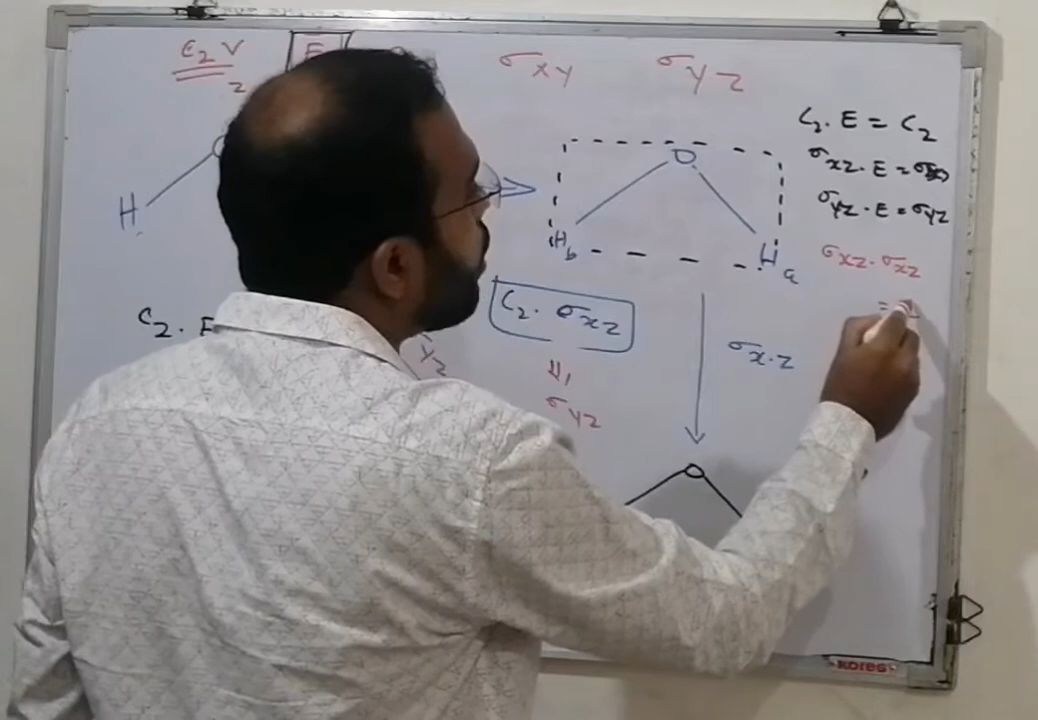 C₂V E σxy σyz
z
C₂ . E = C₂
σxz . E = σxz
σyz . E = σyz
O
H
Hb Ha
σxz . σxz
=
C₂ . σxz
C₂ . E
yz
σx.z
σyz
O
KORES